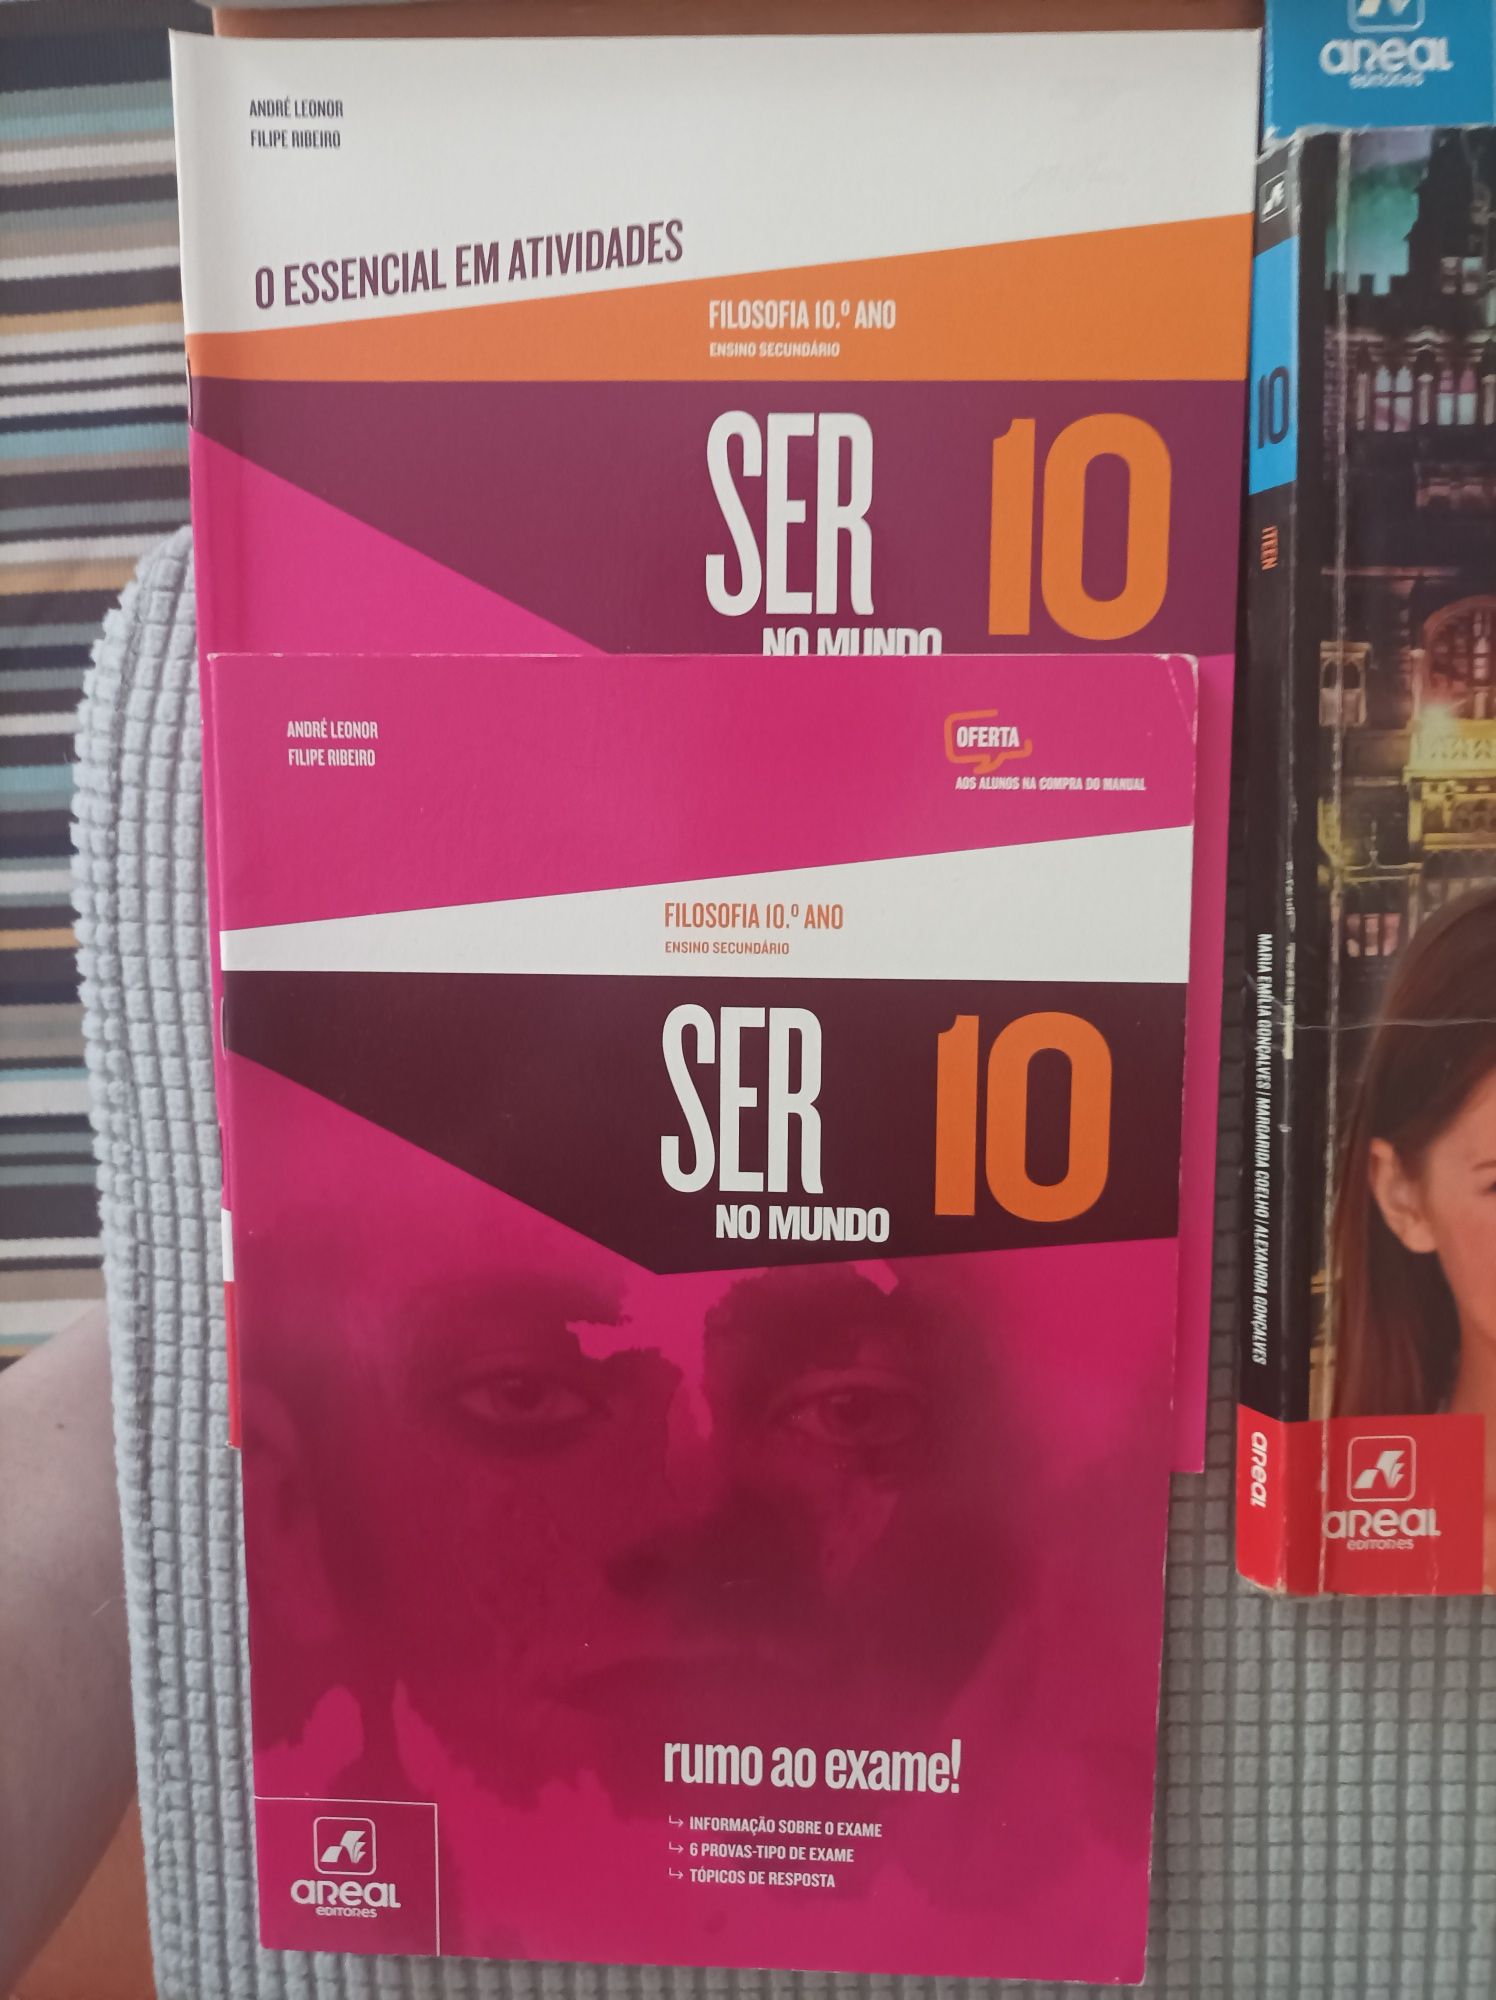 ANDRÉ LEONOR
FILIPE RIBEIRO
O ESSENCIAL EM ATIVIDADES
FILOSOFIA 10.º ANO
ENSINO SECUNDÁRIO
SER 10
NO MUNDO
ANDRÉ LEONOR
FILIPE RIBEIRO
OFERTA
AOS ALUNOS NA COMPRA DO MANUAL
FILOSOFIA 10.º ANO
ENSINO SECUNDÁRIO
SER 10
NO MUNDO
rumo ao exame!
INFORMAÇÃO SOBRE O EXAME
6 PROVAS-TIPO DE EXAME
TÓPICOS DE RESPOSTA
areal
EDITORES
areal
EDITORES
10
ITEEN
MARIA EMÍLIA GONÇALVES | MARGARIDA COELHO | ALEXANDRA GONÇALVES
areal
areal
EDITORES